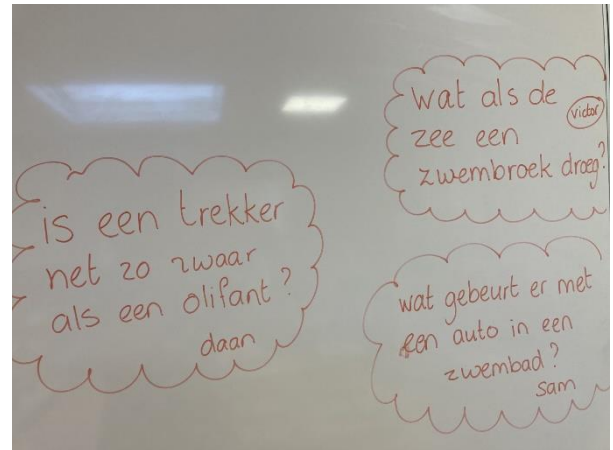 is een trekker
net zo zwaar
als een olifant?
daan
wat als de
victor
zee een
zwembroek droeg?
wat gebeurt er met
een auto in een
zwembad?
sam